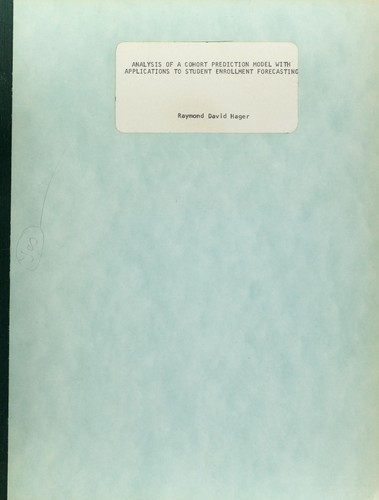 ANALYSIS OF A COHORT PREDICTION MODEL WITH
APPLICATIONS TO STUDENT ENROLLMENT FORECASTING
Raymond David Hager